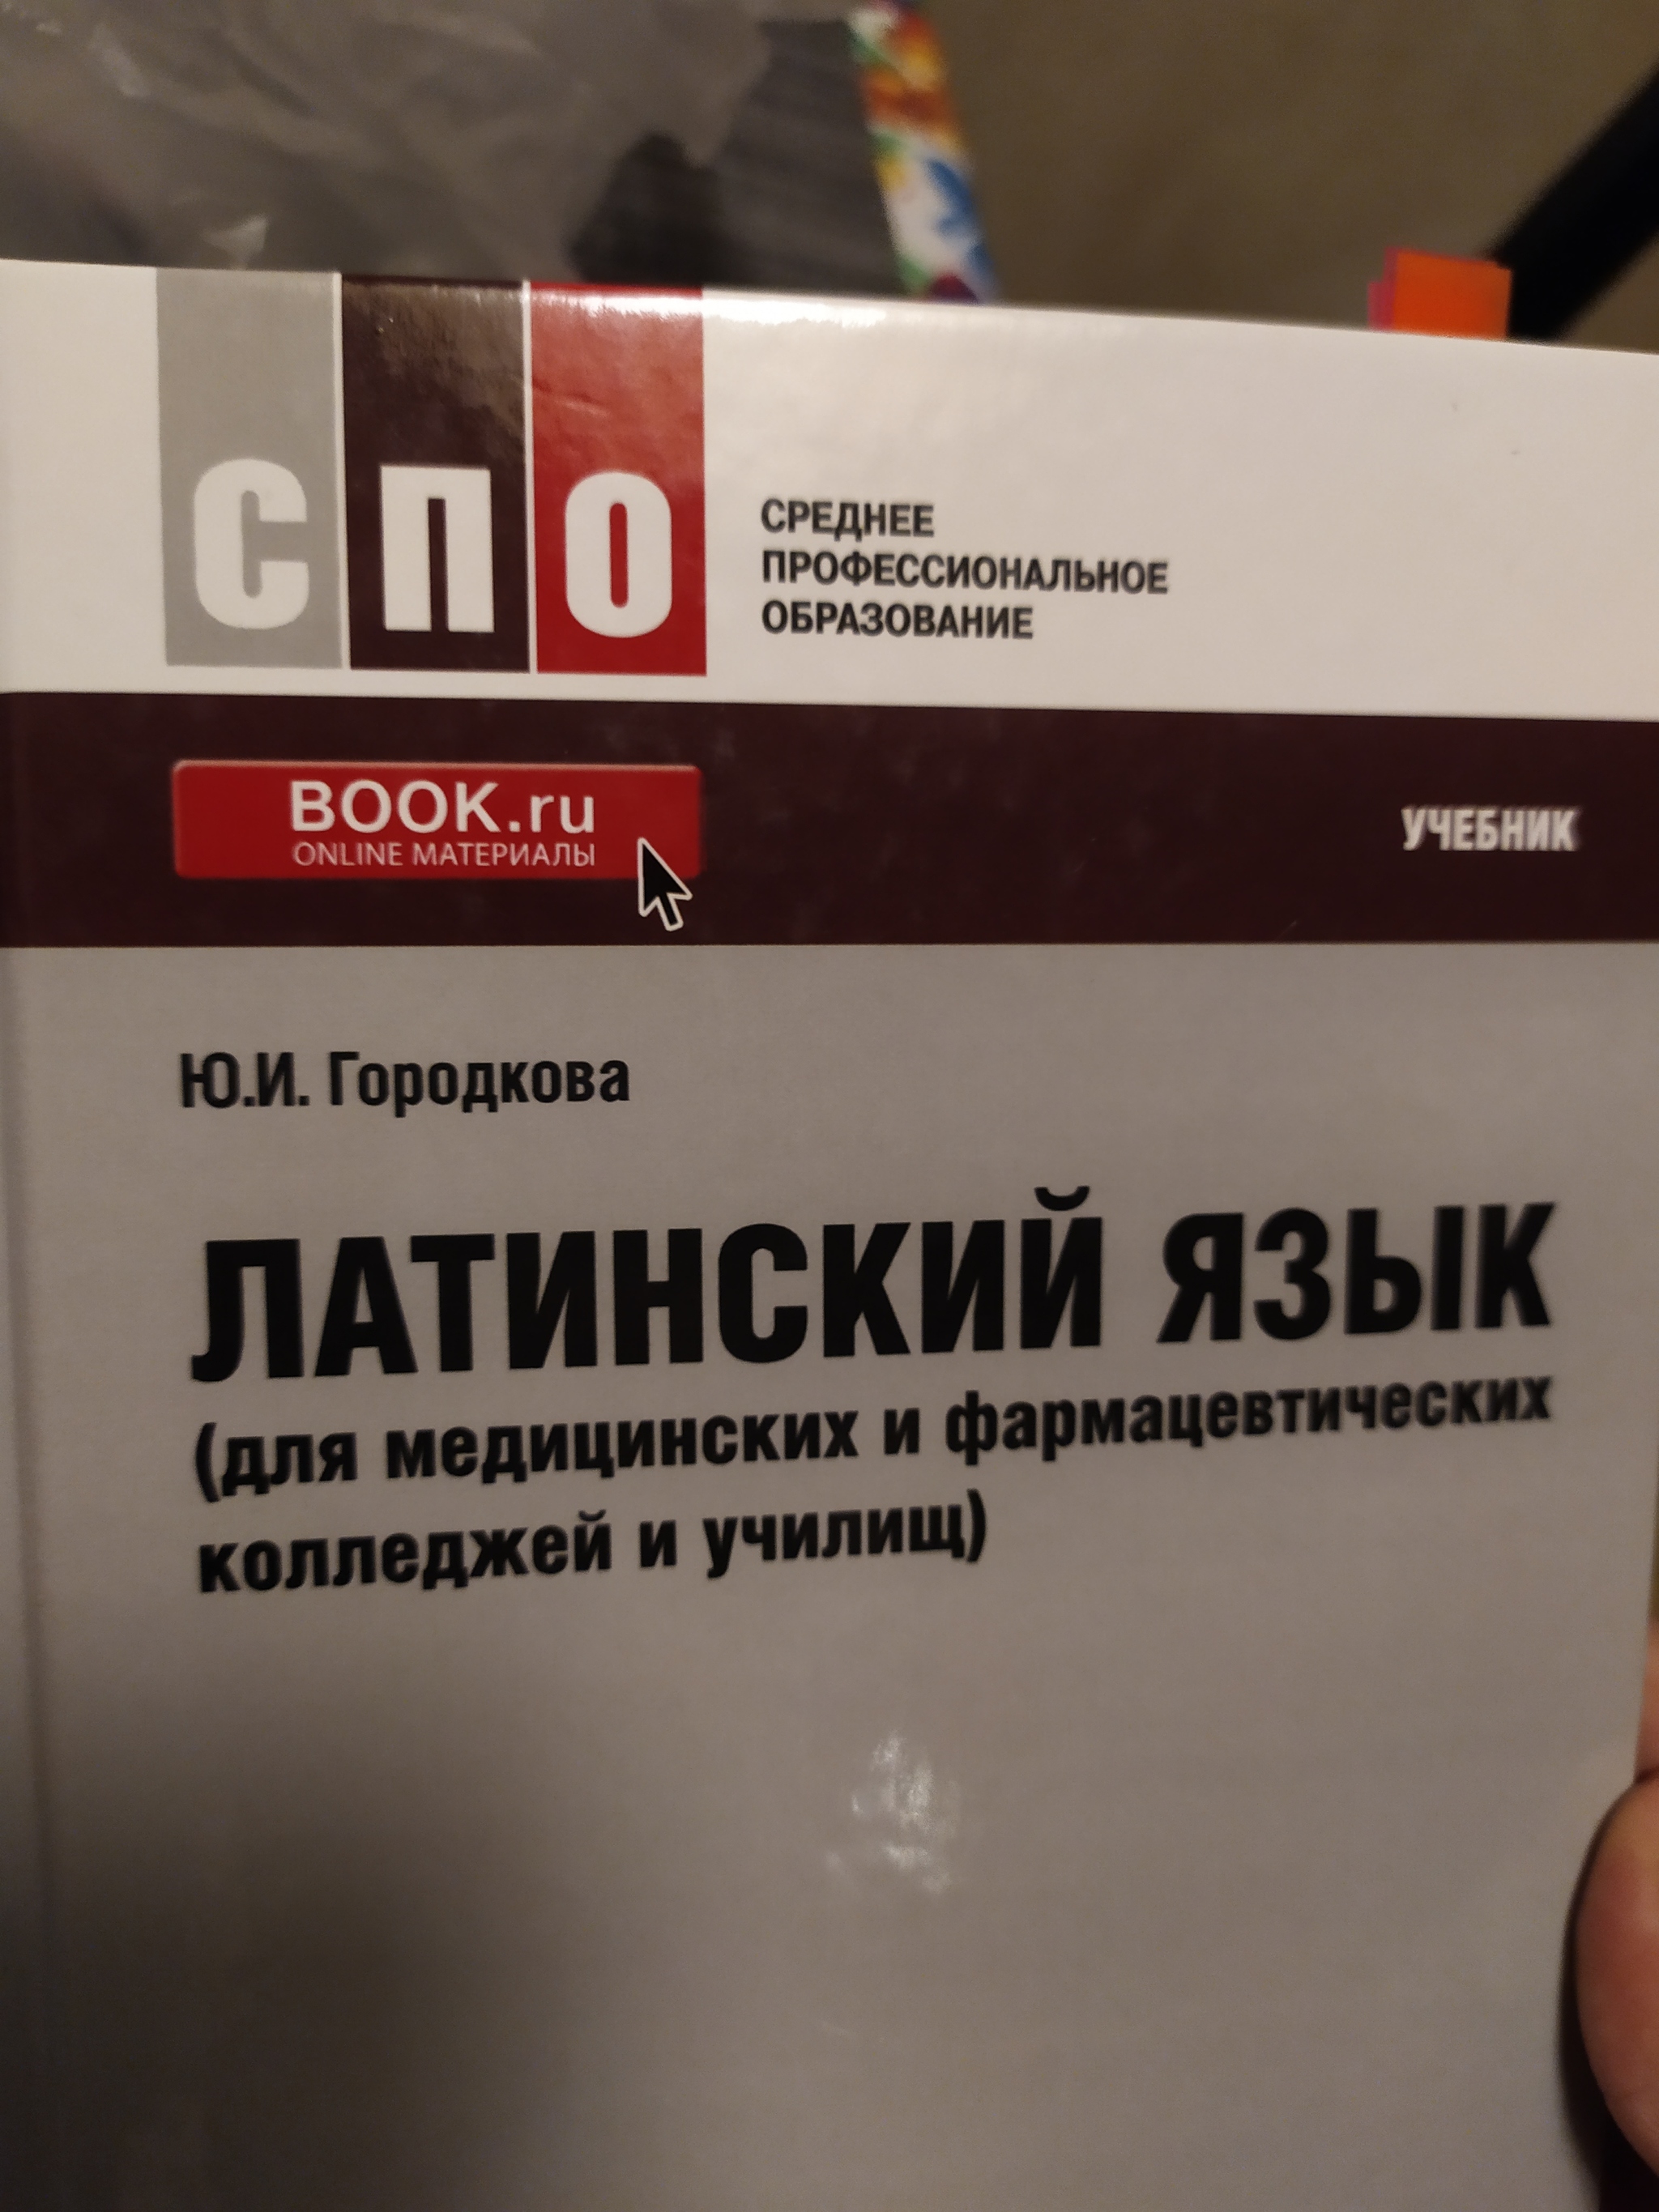 СПО
СРЕДНЕЕ
ПРОФЕССИОНАЛЬНОЕ
ОБРАЗОВАНИЕ
BOOK.ru
ONLINE МАТЕРИАЛЫ
УЧЕБНИК
Ю.И. Городкова
ЛАТИНСКИЙ ЯЗЫК
(для медицинских и фармацевтических
колледжей и училищ)